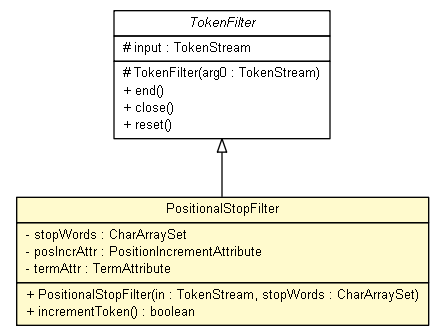 TokenFilter
# input : TokenStream
# TokenFilter(arg0 : TokenStream)
+ end()
+ close()
+ reset()
PositionalStopFilter
- stopWords : CharArraySet
- posIncrAttr : PositionIncrementAttribute
- termAttr : TermAttribute
+ PositionalStopFilter(in : TokenStream, stopWords : CharArraySet)
+ incrementToken() : boolean